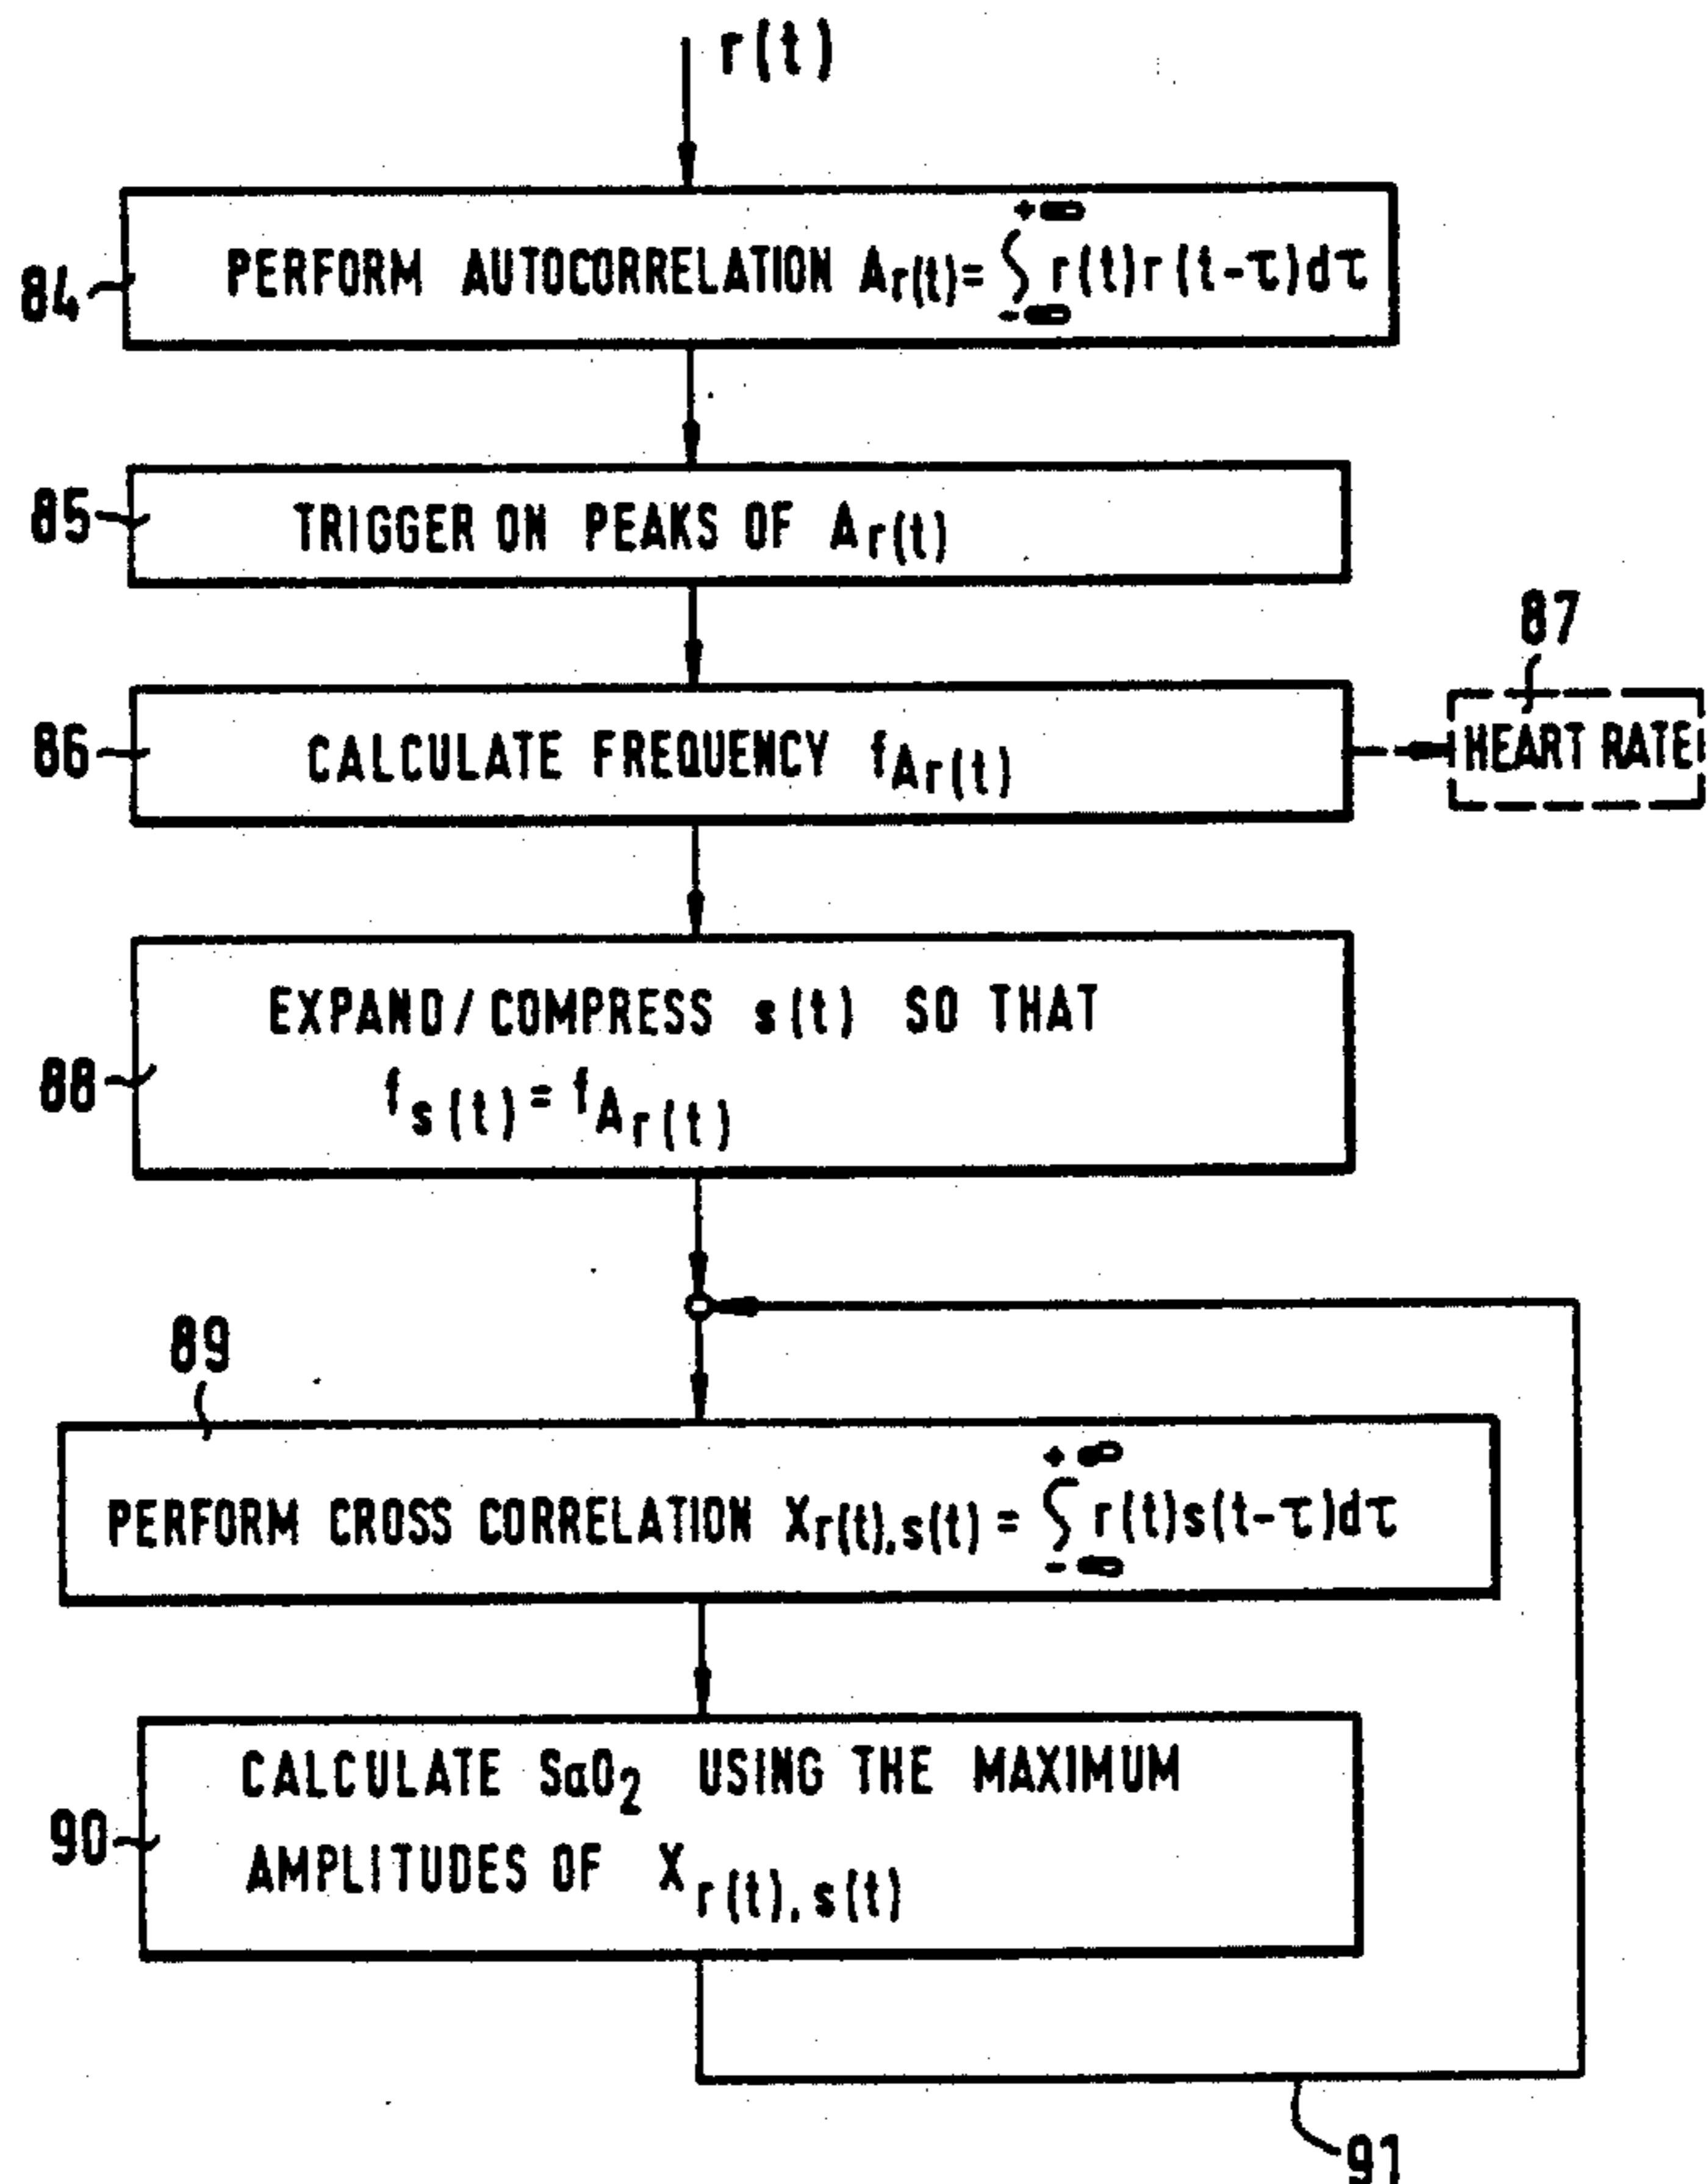 r(t)
84
PERFORM AUTOCORRELATION Ar(t)= ∫ r(t)r(t-τ)dτ
+∞
-∞
85
TRIGGER ON PEAKS OF Ar(t)
86
CALCULATE FREQUENCY fAr(t)
87
HEART RATE
88
EXPAND/COMPRESS s(t) SO THAT
fs(t)=fAr(t)
89
PERFORM CROSS CORRELATION Xr(t),s(t) = ∫ r(t)s(t-τ)dτ
+∞
-∞
90
CALCULATE SaO2 USING THE MAXIMUM
AMPLITUDES OF Xr(t),s(t)
91